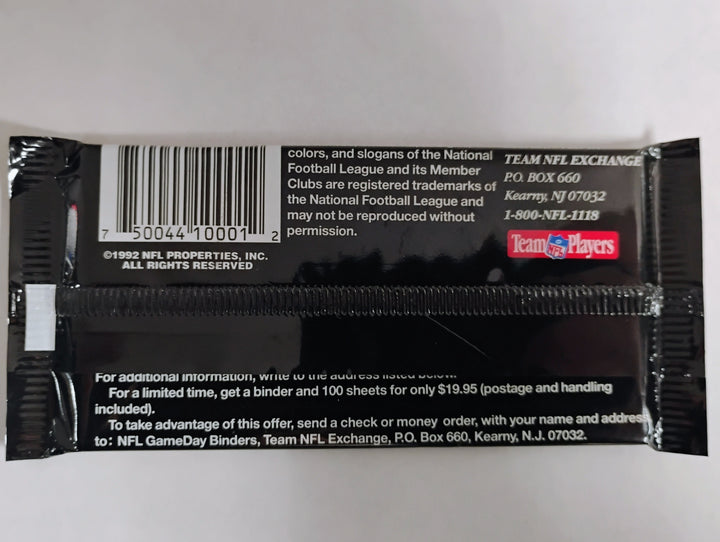 colors, and slogans of the National
Football League and its Member
Clubs are registered trademarks of
the National Football League and
may not be reproduced without
permission.
TEAM NFL EXCHANGE
P.O. BOX 660
Kearny, NJ 07032
1-800-NFL-1118
Team NFL Players
7 50044 10001 2
©1992 NFL PROPERTIES, INC.
ALL RIGHTS RESERVED
For additional information, write to the address listed below.
For a limited time, get a binder and 100 sheets for only $19.95 (postage and handling
included).
To take advantage of this offer, send a check or money order, with your name and address
to: NFL GameDay Binders, Team NFL Exchange, P.O. Box 660, Kearny, N.J. 07032.